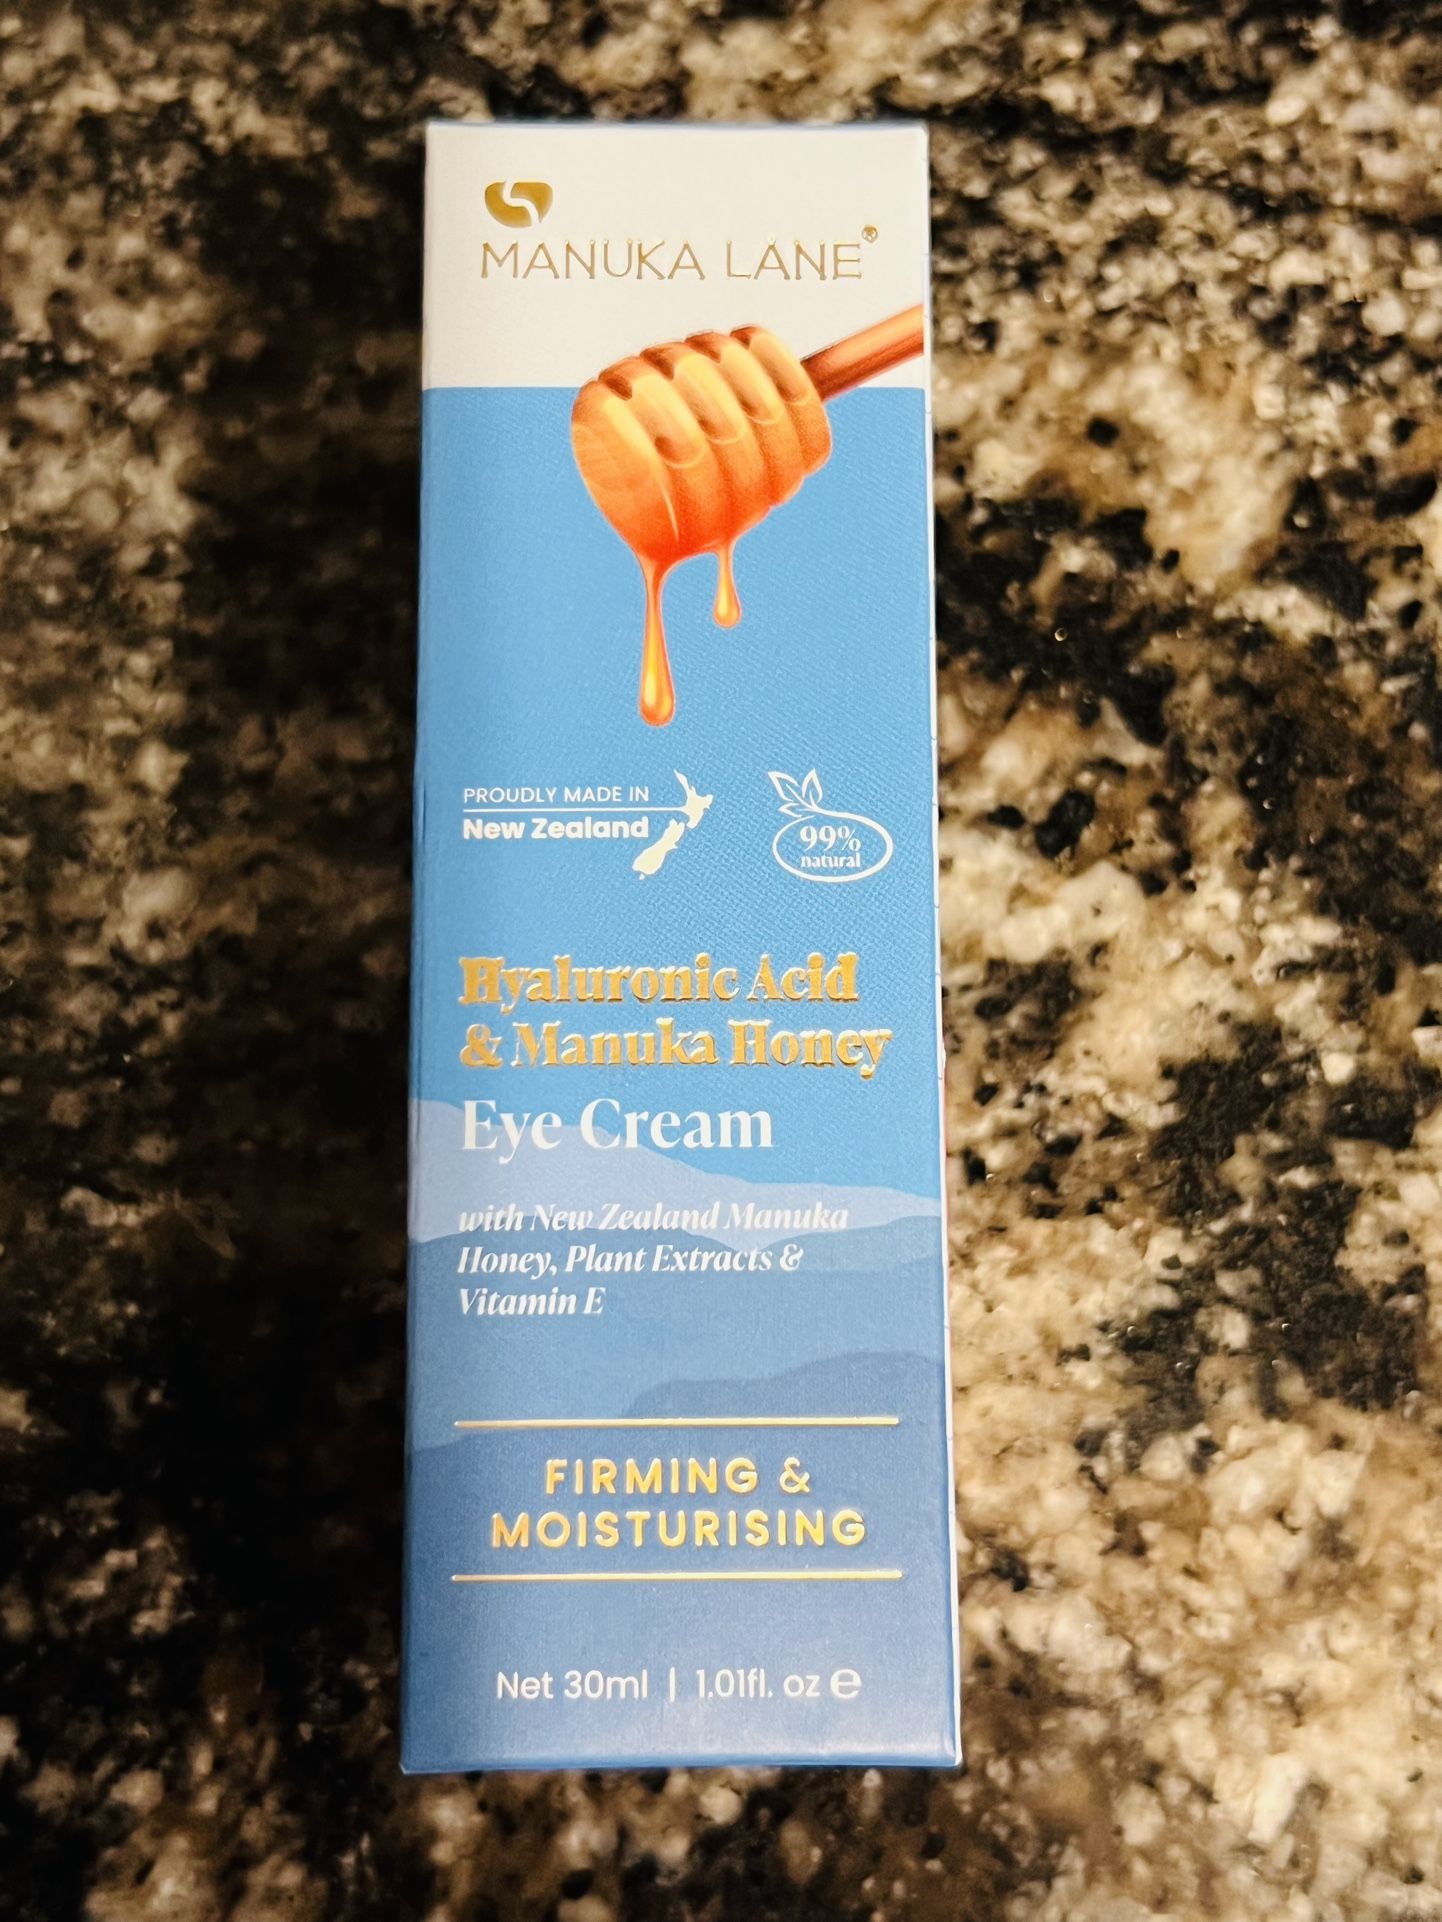 MANUKA LANE®
PROUDLY MADE IN
New Zealand
99%
natural
Hyaluronic Acid
& Manuka Honey
Eye Cream
with New Zealand Manuka
Honey, Plant Extracts &
Vitamin E
FIRMING &
MOISTURISING
Net 30ml | 1.01fl. oz ℮